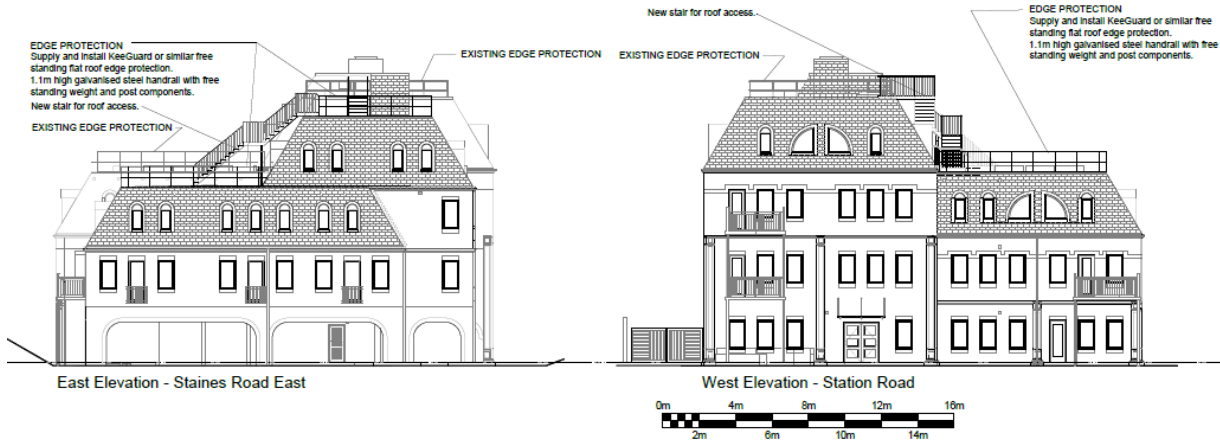 EDGE PROTECTION
Supply and install KeeGuard or similar free
standing flat roof edge protection.
1.1m high galvanised steel handrail with free
standing weight and post components.
New stair for roof access.
EXISTING EDGE PROTECTION
EXISTING EDGE PROTECTION
East Elevation - Staines Road East
New stair for roof access.
EXISTING EDGE PROTECTION
EDGE PROTECTION
Supply and install KeeGuard or similar free
standing flat roof edge protection.
1.1m high galvanised steel handrail with free
standing weight and post components.
West Elevation - Station Road
0m 4m 8m 12m 16m
2m 6m 10m 14m